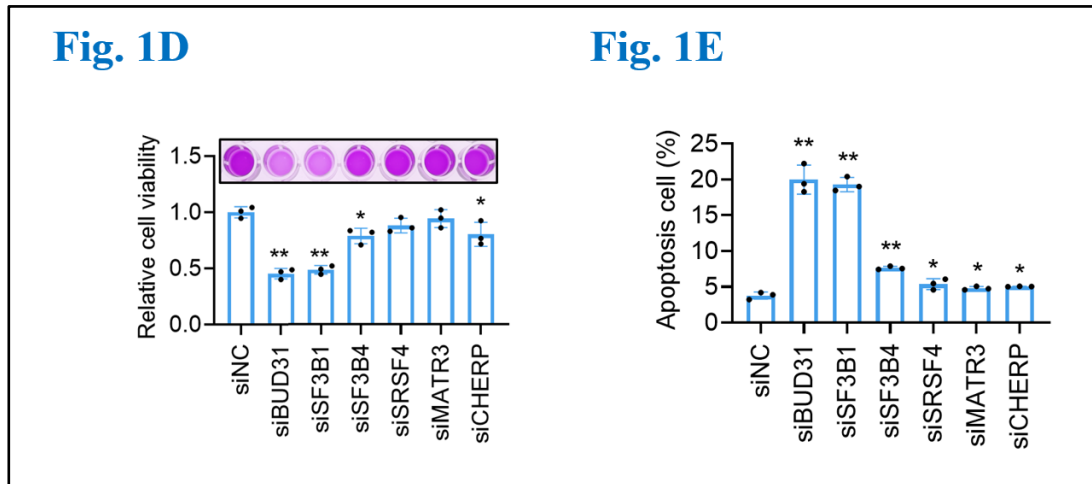 Fig. 1D
Relative cell viability
1.5
1.0
0.5
0.0
**
**
*
*
siNC
siBUD31
siSF3B1
siSF3B4
siSRSF4
siMATR3
siCHERP
Fig. 1E
Apoptosis cell (%)
25
20
15
10
5
0
**
**
**
*
*
*
siNC
siBUD31
siSF3B1
siSF3B4
siSRSF4
siMATR3
siCHERP